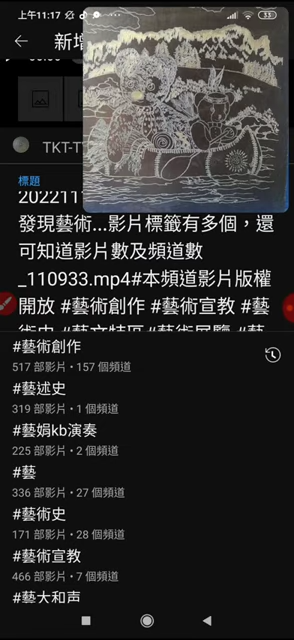 上午11:17
33
新增
TKT-T
標題
2022111
發現藝術...影片標籤有多個，還
可知道影片數及頻道數
_110933.mp4#本頻道影片版權
開放 #藝術創作 #藝術宣教 #藝
#藝術創作
517 部影片 • 157 個頻道
#藝述史
319 部影片 • 1 個頻道
#藝娟kb演奏
225 部影片 • 2 個頻道
#藝
336 部影片 • 27 個頻道
#藝術史
171 部影片 • 28 個頻道
#藝術宣教
466 部影片 • 7 個頻道
#藝大和声